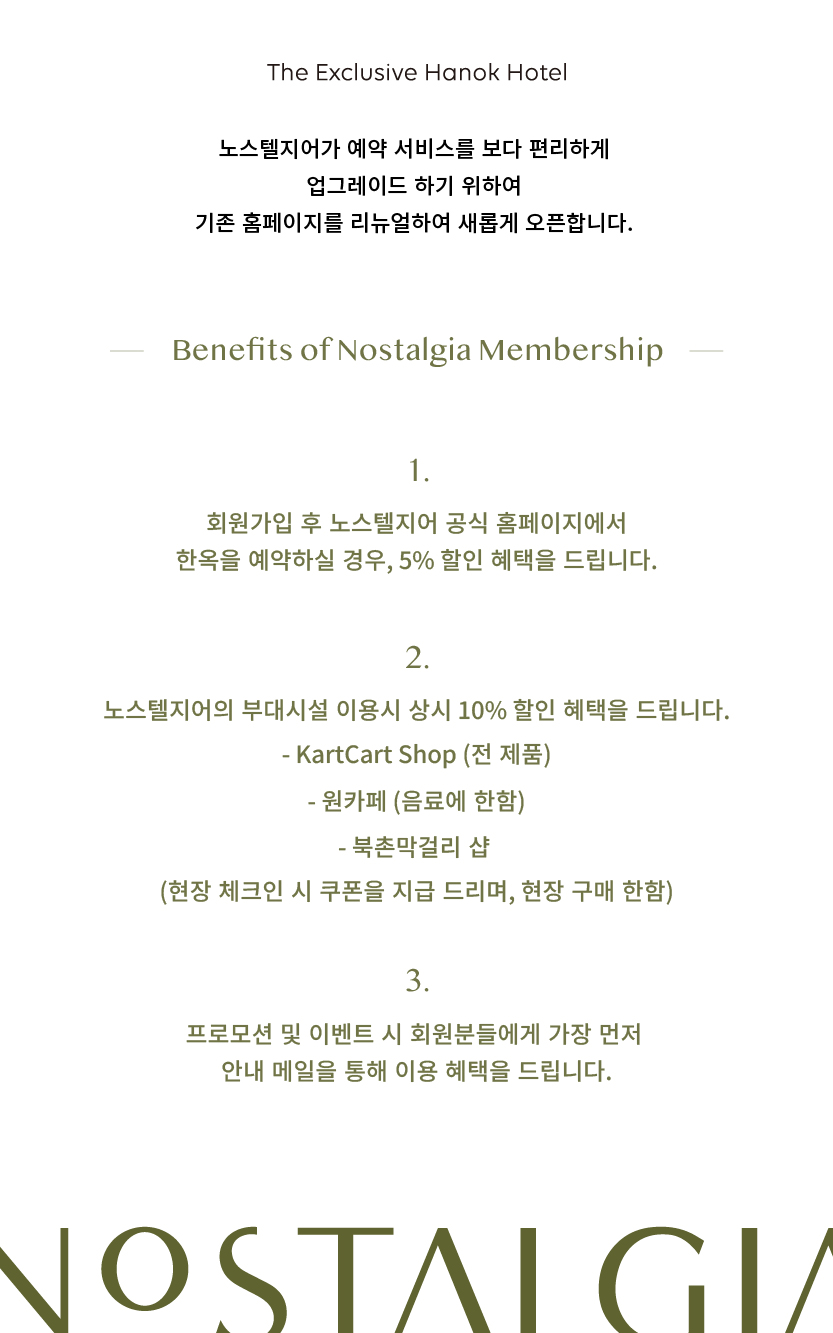 The Exclusive Hanok Hotel
노스텔지어가 예약 서비스를 보다 편리하게
업그레이드 하기 위하여
기존 홈페이지를 리뉴얼하여 새롭게 오픈합니다.
Benefits of Nostalgia Membership
1.
회원가입 후 노스텔지어 공식 홈페이지에서
한옥을 예약하실 경우, 5% 할인 혜택을 드립니다.
2.
노스텔지어의 부대시설 이용시 상시 10% 할인 혜택을 드립니다.
- KartCart Shop (전 제품)
- 원카페 (음료에 한함)
- 북촌막걸리 샵
(현장 체크인 시 쿠폰을 지급 드리며, 현장 구매 한함)
3.
프로모션 및 이벤트 시 회원분들에게 가장 먼저
안내 메일을 통해 이용 혜택을 드립니다.
NOSTALGIA